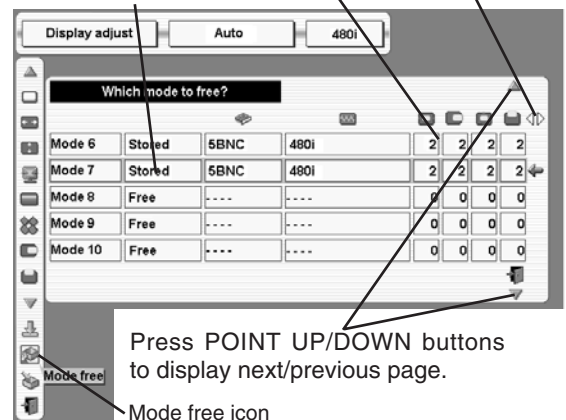 Display adjust Auto 480i
Which mode to free?
Mode 6 Stored 5BNC 480i 2 2 2 2
Mode 7 Stored 5BNC 480i 2 2 2 2
Mode 8 Free ---- ---- 0 0 0 0
Mode 9 Free ---- ---- 0 0 0 0
Mode 10 Free ---- ---- 0 0 0 0
Press POINT UP/DOWN buttons
to display next/previous page.
Mode free
Mode free icon